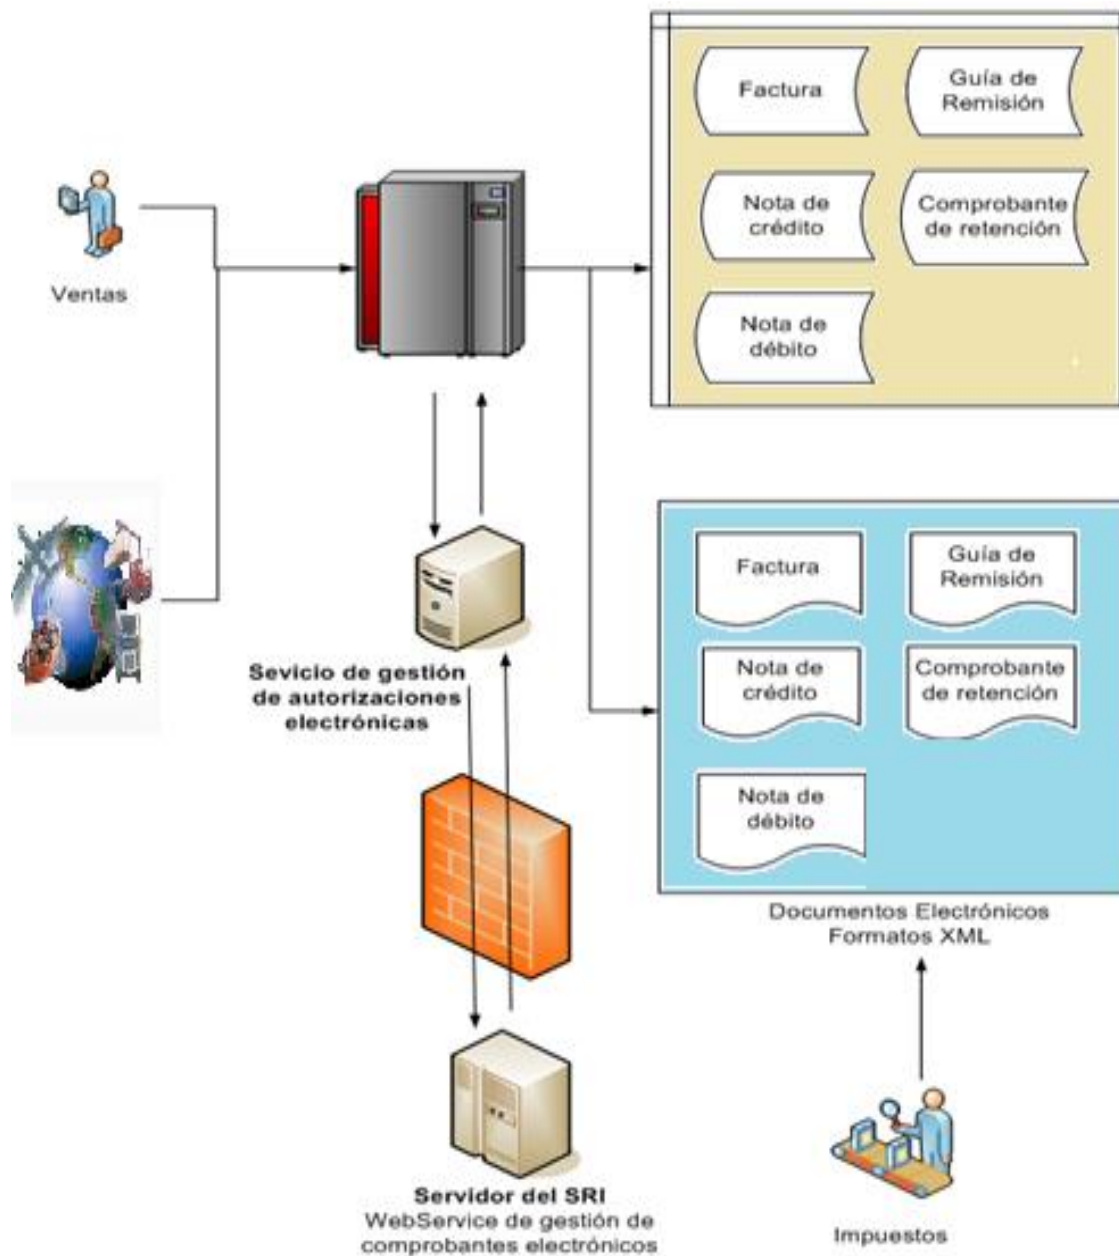 Factura
Guía de
Remisión
Nota de
crédito
Comprobante
de retención
Nota de
débito
Ventas
Factura
Guía de
Remisión
Nota de
crédito
Comprobante
de retención
Nota de
débito
Sevicio de gestión
de autorizaciones
electrónicas
Documentos Electrónicos
Formatos XML
Servidor del SRI
WebService de gestión de
comprobantes electrónicos
Impuestos